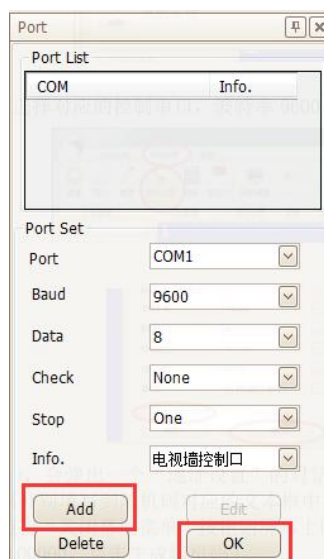 Port
Port List
COM Info.
Port Set
Port COM1
Baud 9600
Data 8
Check None
Stop One
Info. 电视墙控制口
Add Edit
Delete OK